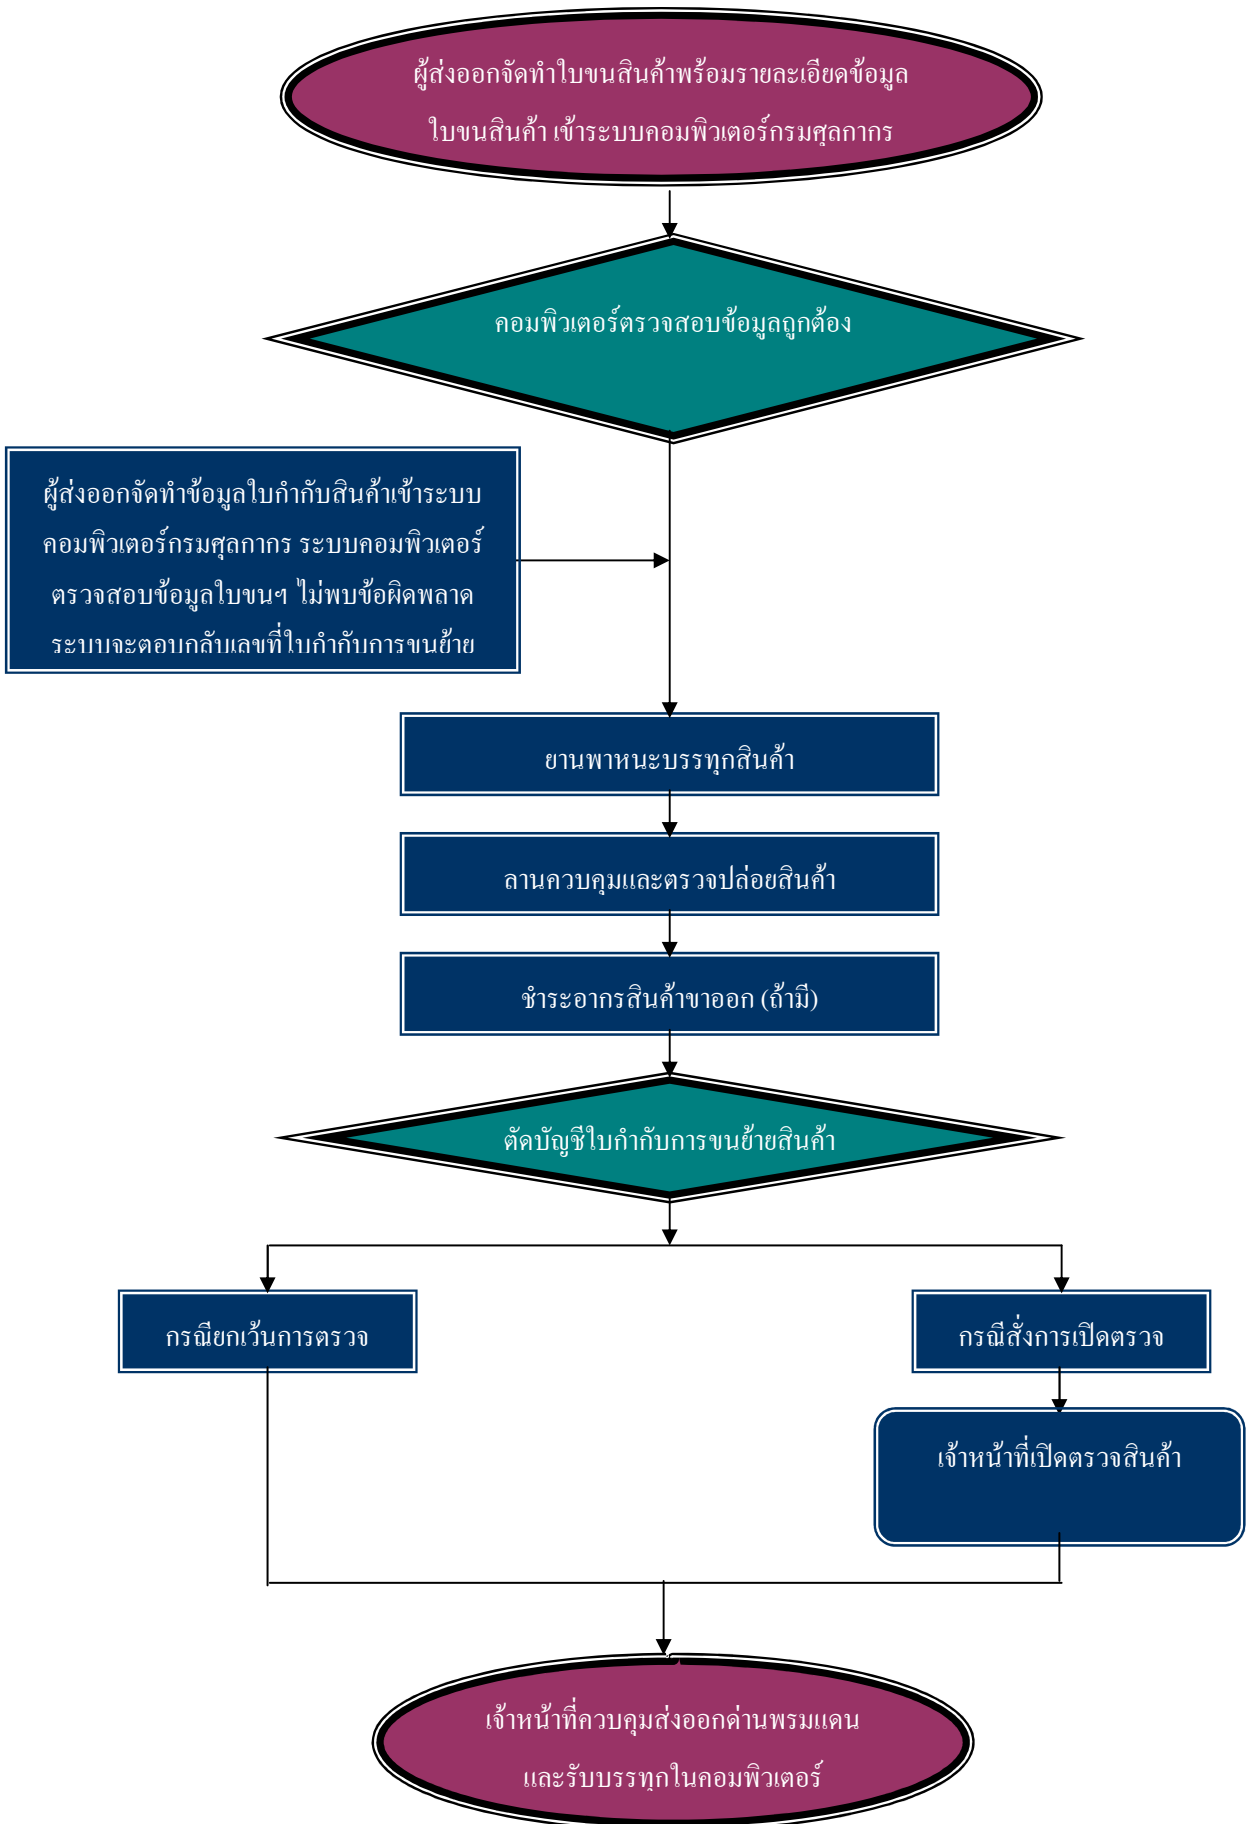 ผู้ส่งออกจัดทำใบขนสินค้าพร้อมรายละเอียดข้อมูล
ใบขนสินค้า เข้าระบบคอมพิวเตอร์กรมศุลกากร
คอมพิวเตอร์ตรวจสอบข้อมูลถูกต้อง
ผู้ส่งออกจัดทำข้อมูลใบกำกับสินค้าเข้าระบบ
คอมพิวเตอร์กรมศุลกากร ระบบคอมพิวเตอร์
ตรวจสอบข้อมูลใบขนฯ ไม่พบข้อผิดพลาด
ระบบจะตอบกลับเลขที่ใบกำกับการขนย้าย
ยานพาหนะบรรทุกสินค้า
ลานควบคุมและตรวจปล่อยสินค้า
ชำระอากรสินค้าขาออก (ถ้ามี)
ตัดบัญชีใบกำกับการขนย้ายสินค้า
กรณียกเว้นการตรวจ
กรณีสั่งการเปิดตรวจ
เจ้าหน้าที่เปิดตรวจสินค้า
เจ้าหน้าที่ควบคุมส่งออกด่านพรมแดน
และรับบรรทุกในคอมพิวเตอร์